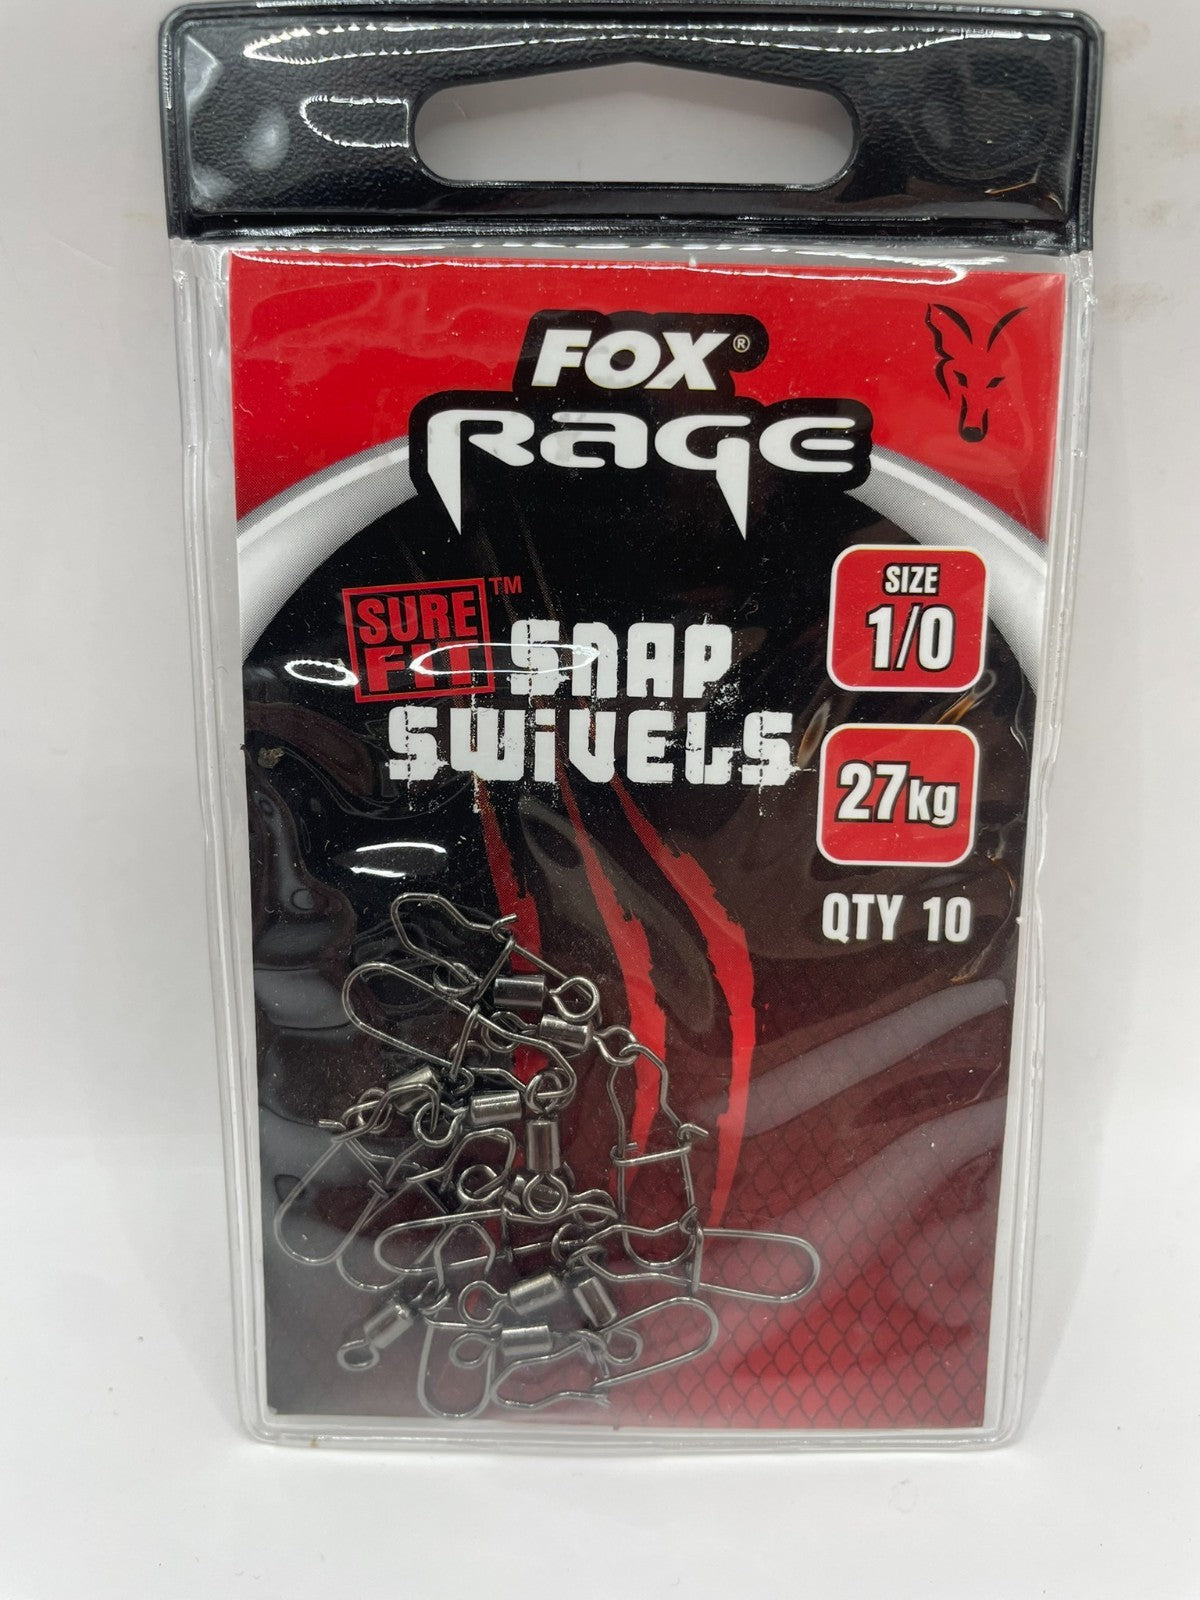 FOX®
RAGE
SIZE
1/0
SURE
FIT™
SNAP
SWiVELS
27kg
QTY 10